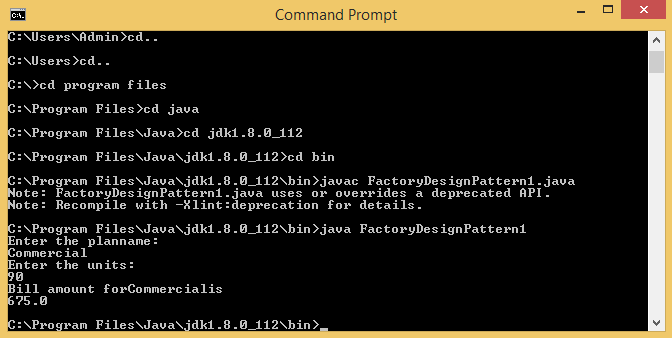 Command Prompt
C:\Users\Admin>cd..
C:\Users>cd..
C:\>cd program files
C:\Program Files>cd java
C:\Program Files\Java>cd jdk1.8.0_112
C:\Program Files\Java\jdk1.8.0_112>cd bin
C:\Program Files\Java\jdk1.8.0_112\bin>javac FactoryDesignPattern1.java
Note: FactoryDesignPattern1.java uses or overrides a deprecated API.
Note: Recompile with -Xlint:deprecation for details.
C:\Program Files\Java\jdk1.8.0_112\bin>java FactoryDesignPattern1
Enter the planname:
Commercial
Enter the units:
90
Bill amount forCommercialis
675.0
C:\Program Files\Java\jdk1.8.0_112\bin>_